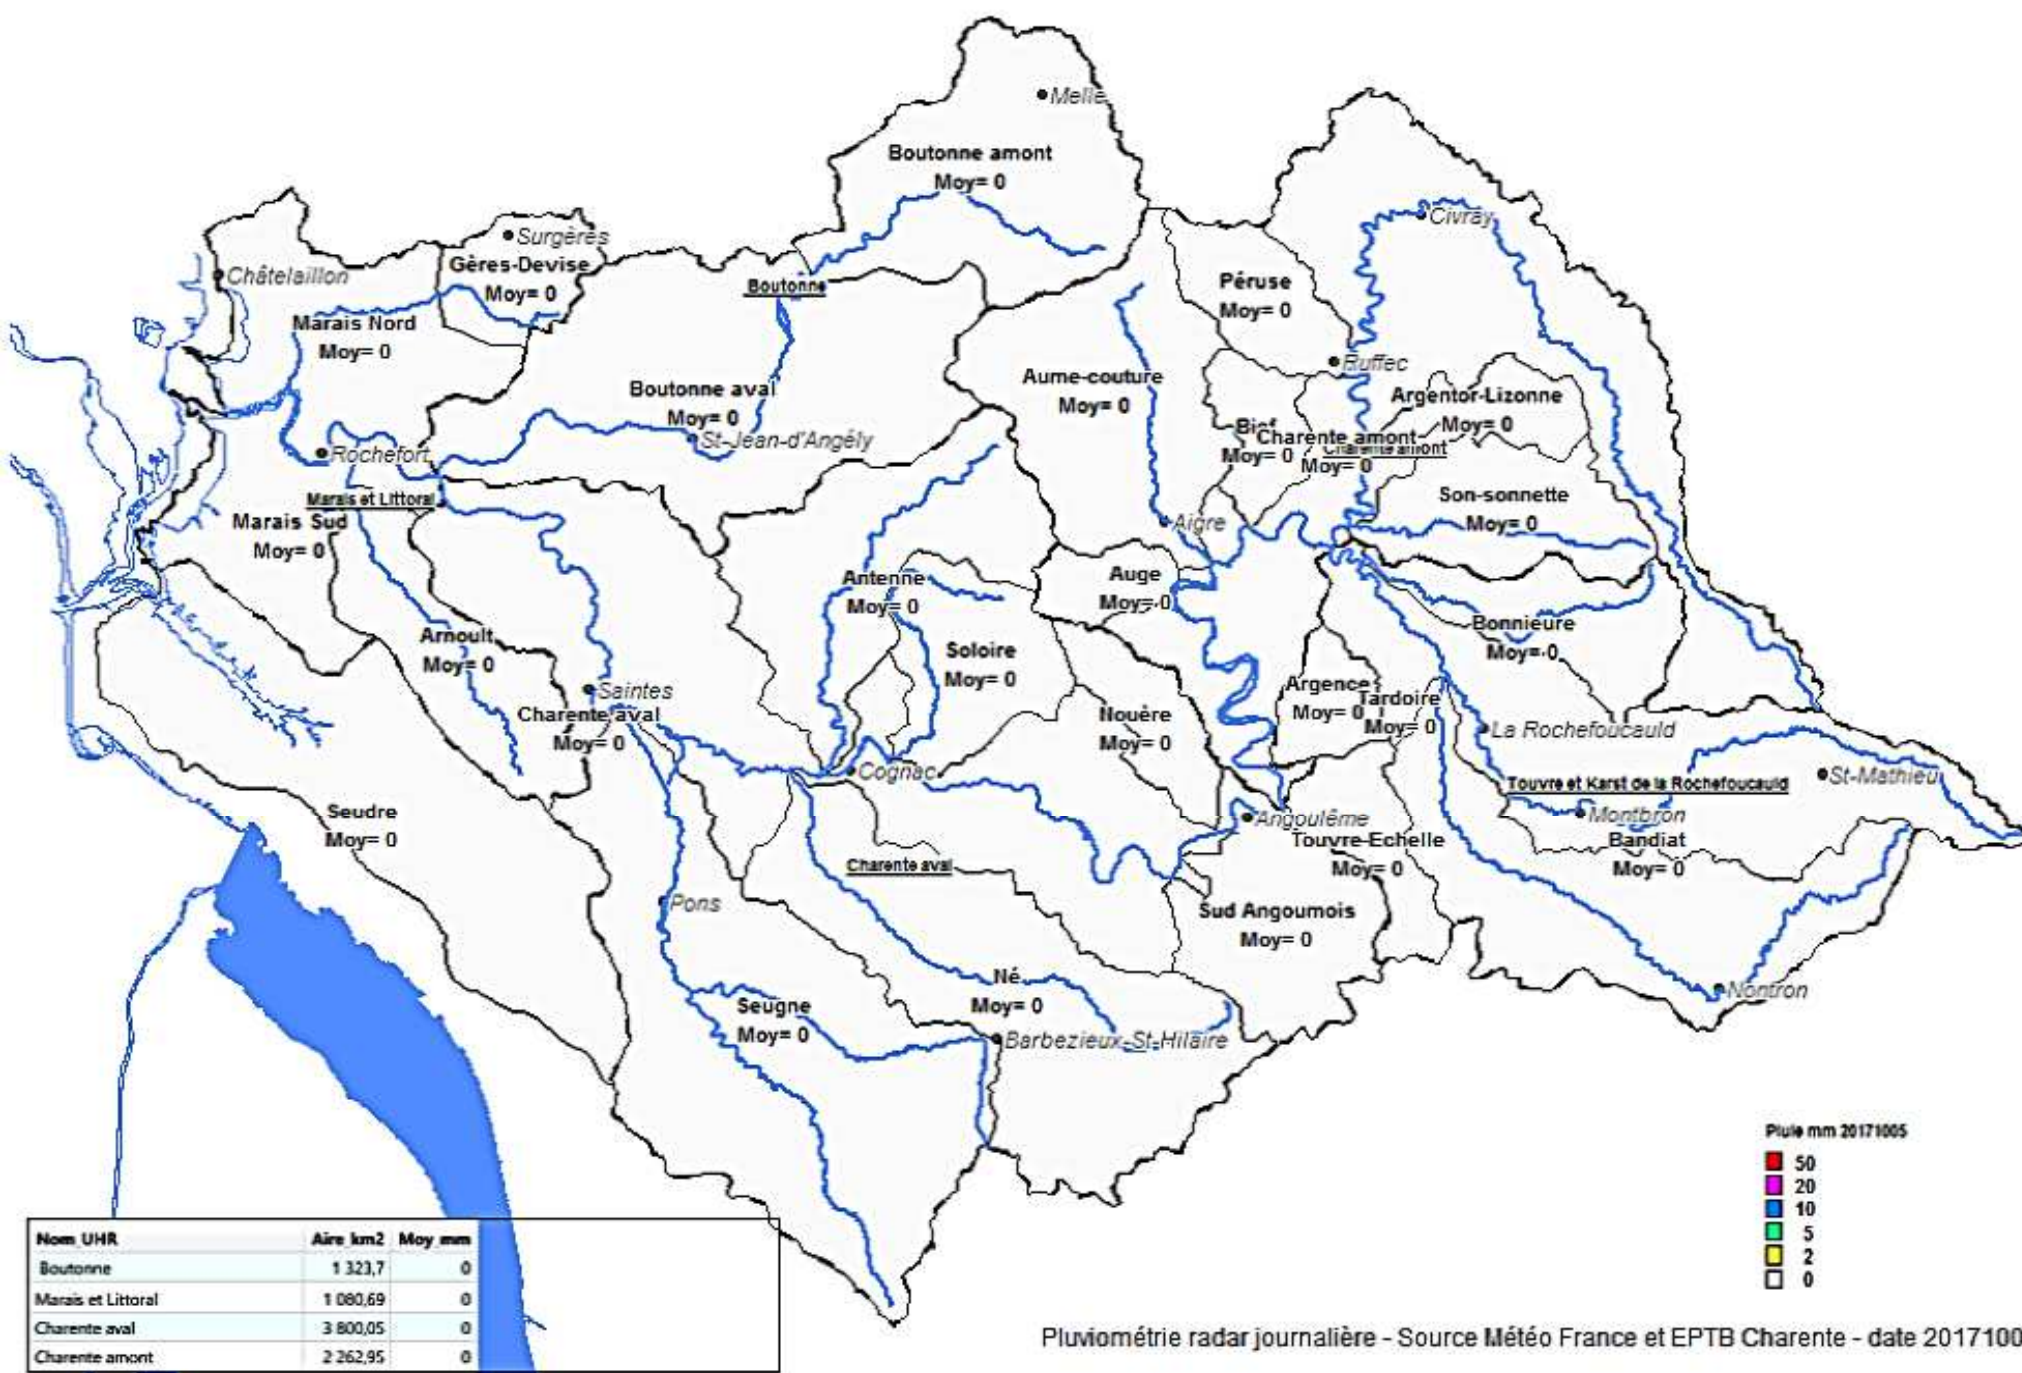 Melle
Boutonne amont
Moy= 0
Civray
Surgères
Gères-Devise
Moy= 0
Châtelaillon
Boutonne
Péruse
Moy= 0
Marais Nord
Moy= 0
Ruffec
Aume-couture
Moy= 0
Boutonne aval
Moy= 0
Argentor-Lizonne
Moy= 0
St-Jean-d'Angély
Bief
Moy= 0
Charente amont
Charente amont
Moy= 0
Rochefort
Marais et Littoral
Marais Sud
Moy= 0
Son-sonnette
Moy= 0
Aigre
Antenne
Moy= 0
Auge
Moy= 0
Bonnieure
Moy= 0
Arnoult
Moy= 0
Soloire
Moy= 0
Saintes
Charente aval
Moy= 0
Argence
Moy= 0
Tardoire
Moy= 0
Nouère
Moy= 0
La Rochefoucauld
Cognac
Touvre et Karst de la Rochefoucauld
St-Mathieu
Seudre
Moy= 0
Angoulême
Montbron
Touvre-Echelle
Moy= 0
Bandiat
Moy= 0
Charente aval
Pons
Sud Angoumois
Moy= 0
Né
Moy= 0
Nontron
Seugne
Moy= 0
Barbezieux-St-Hilaire
Pluie mm 20171005
50
20
10
5
2
0
Nom_UHR Aire_km2 Moy_mm
Boutonne 1 323,7 0
Marais et Littoral 1 080,69 0
Charente aval 3 800,05 0
Charente amont 2 262,95 0
Pluviométrie radar journalière - Source Météo France et EPTB Charente - date 2017100